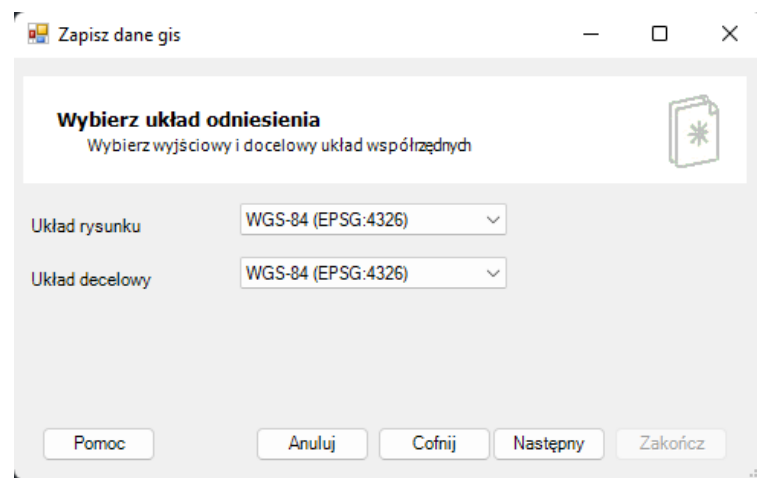 Zapisz dane gis
Wybierz układ odniesienia
Wybierz wyjściowy i docelowy układ współrzędnych
Układ rysunku
WGS-84 (EPSG:4326)
Układ decelowy
WGS-84 (EPSG:4326)
Pomoc
Anuluj
Cofnij
Następny
Zakończ